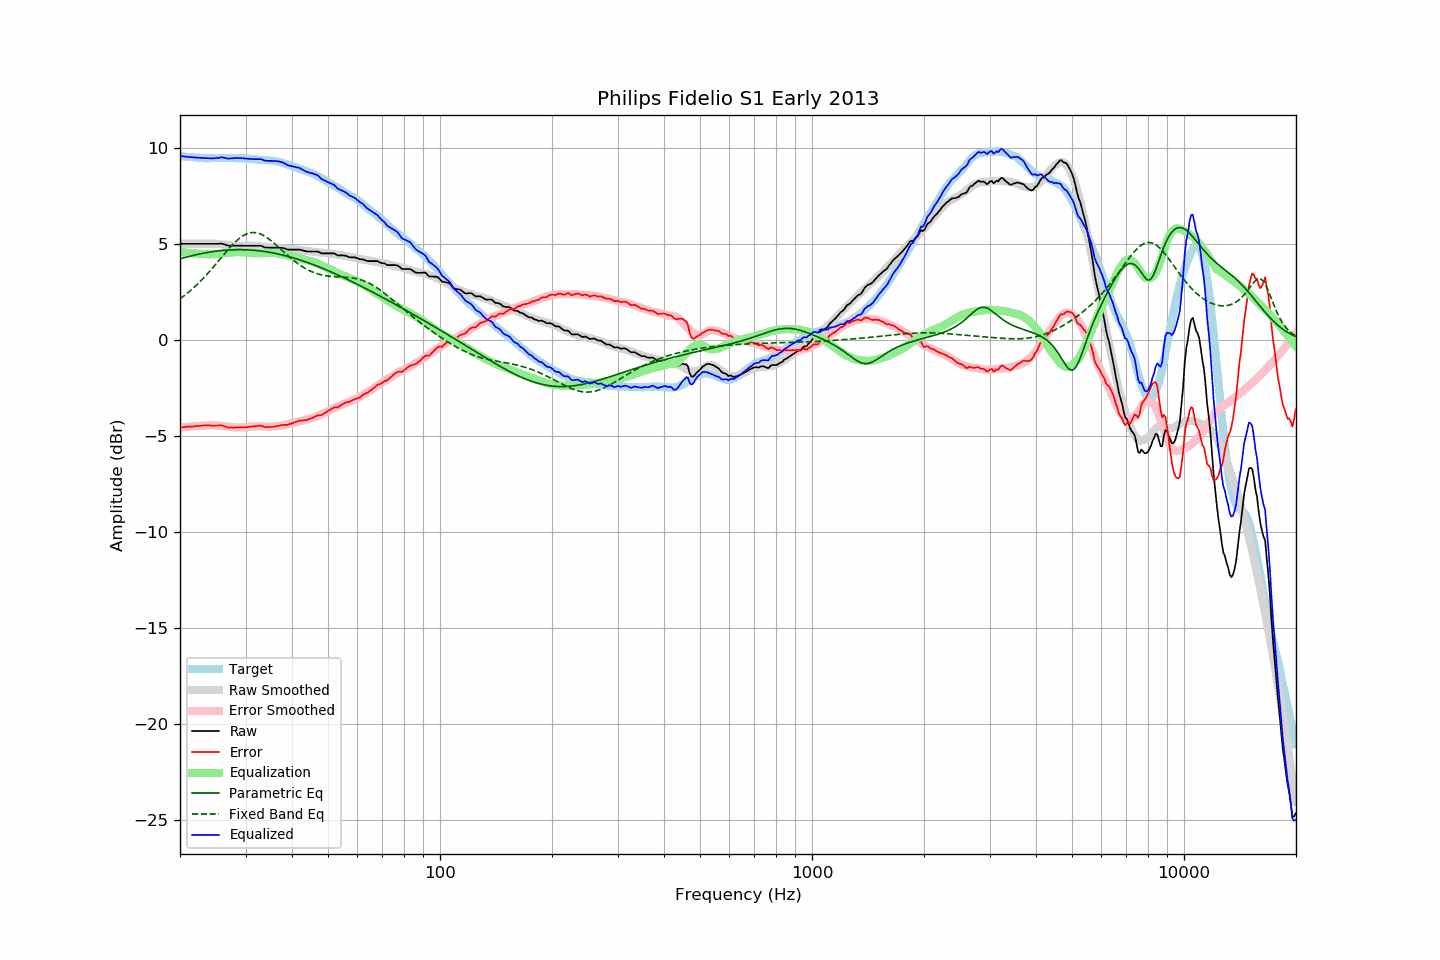 Philips Fidelio S1 Early 2013
10
5
0
−5
−10
−15
−20
−25
Amplitude (dBr)
100
1000
10000
Frequency (Hz)
Target
Raw Smoothed
Error Smoothed
Raw
Error
Equalization
Parametric Eq
Fixed Band Eq
Equalized